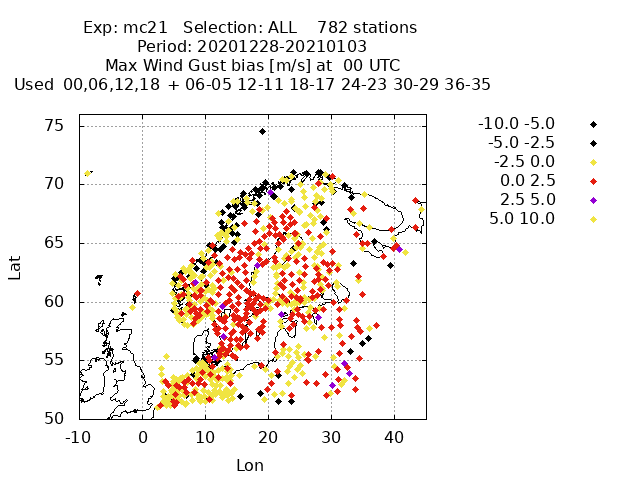 Exp: mc21   Selection: ALL    782 stations
Period: 20201228-20210103
Max Wind Gust bias [m/s] at  00 UTC
Used  00,06,12,18  + 06-05 12-11 18-17 24-23 30-29 36-35
-10.0 -5.0
-5.0 -2.5
-2.5 0.0
0.0 2.5
2.5 5.0
5.0 10.0
75
70
65
60
55
50
Lat
-10 0 10 20 30 40
Lon